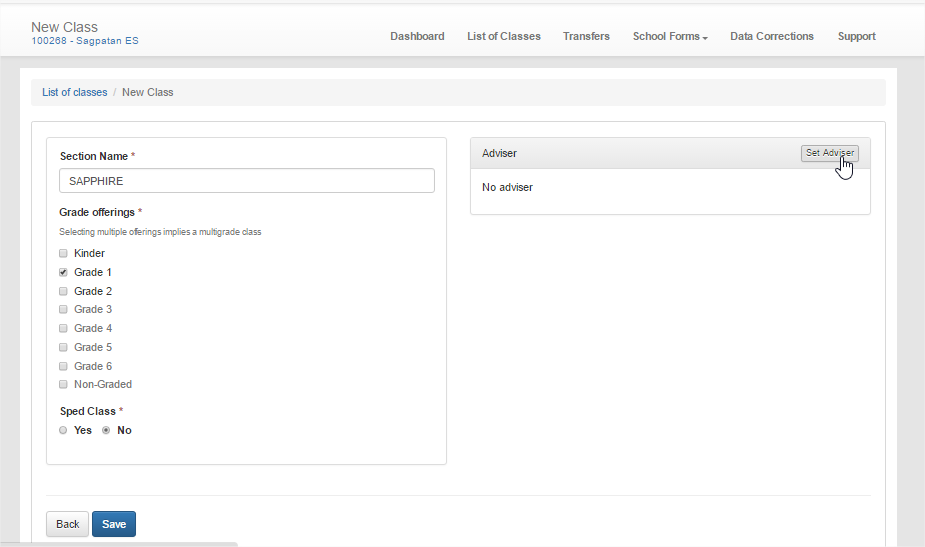 New Class
100268 - Sagpatan ES
Dashboard List of Classes Transfers School Forms Data Corrections Support
List of classes / New Class
Section Name *
SAPPHIRE
Grade offerings *
Selecting multiple offerings implies a multigrade class
Kinder
Grade 1
Grade 2
Grade 3
Grade 4
Grade 5
Grade 6
Non-Graded
Sped Class *
Yes No
Adviser Set Adviser
No adviser
Back Save